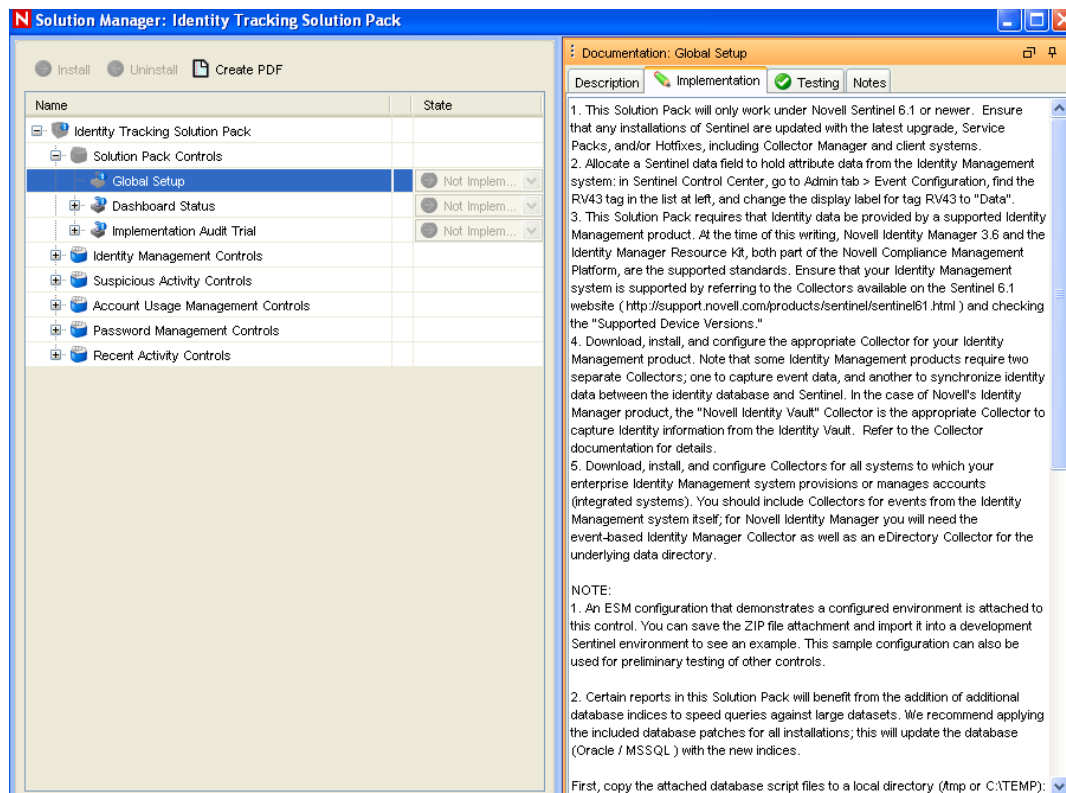 N Solution Manager: Identity Tracking Solution Pack
Install Uninstall Create PDF
Name State
Identity Tracking Solution Pack
Solution Pack Controls
Global Setup Not Implem...
Dashboard Status Not Implem...
Implementation Audit Trial Not Implem...
Identity Management Controls
Suspicious Activity Controls
Account Usage Management Controls
Password Management Controls
Recent Activity Controls
Documentation: Global Setup
Description Implementation Testing Notes
1. This Solution Pack will only work under Novell Sentinel 6.1 or newer. Ensure
that any installations of Sentinel are updated with the latest upgrade, Service
Packs, and/or Hotfixes, including Collector Manager and client systems.
2. Allocate a Sentinel data field to hold attribute data from the Identity Management
system: in Sentinel Control Center, go to Admin tab > Event Configuration, find the
RV43 tag in the list at left, and change the display label for tag RV43 to "Data".
3. This Solution Pack requires that Identity data be provided by a supported Identity
Management product. At the time of this writing, Novell Identity Manager 3.6 and the
Identity Manager Resource Kit, both part of the Novell Compliance Management
Platform, are the supported standards. Ensure that your Identity Management
system is supported by referring to the Collectors available on the Sentinel 6.1
website ( http://support.novell.com/products/sentinel/sentinel61.html ) and checking
the "Supported Device Versions."
4. Download, install, and configure the appropriate Collector for your Identity
Management product. Note that some Identity Management products require two
separate Collectors; one to capture event data, and another to synchronize identity
data between the identity database and Sentinel. In the case of Novell's Identity
Manager product, the "Novell Identity Vault" Collector is the appropriate Collector to
capture Identity information from the Identity Vault. Refer to the Collector
documentation for details.
5. Download, install, and configure Collectors for all systems to which your
enterprise Identity Management system provisions or manages accounts
(integrated systems). You should include Collectors for events from the Identity
Management system itself; for Novell Identity Manager you will need the
event-based Identity Manager Collector as well as an eDirectory Collector for the
underlying data directory.
NOTE:
1. An ESM configuration that demonstrates a configured environment is attached to
this control. You can save the ZIP file attachment and import it into a development
Sentinel environment to see an example. This sample configuration can also be
used for preliminary testing of other controls.
2. Certain reports in this Solution Pack will benefit from the addition of additional
database indices to speed queries against large datasets. We recommend applying
the included database patches for all installations; this will update the database
(Oracle / MSSQL ) with the new indices.
First, copy the attached database script files to a local directory (/tmp or C:\TEMP):